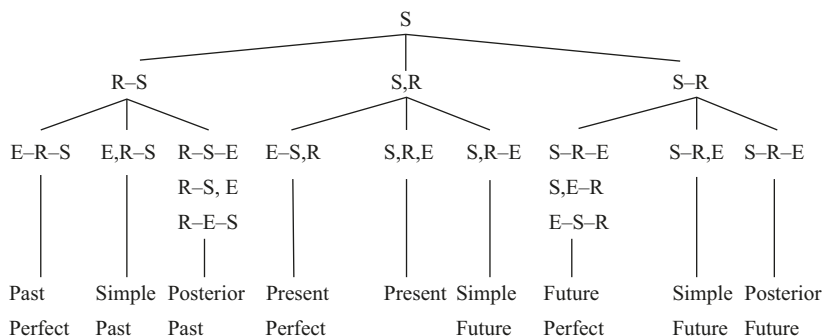 S
R–S S,R S–R
E–R–S E,R–S R–S–E E–S,R S,R,E S,R–E S–R–E S–R,E S–R–E
R–S, E S,E–R
R–E–S E–S–R
Past Simple Posterior Present Present Simple Future Simple Posterior
Perfect Past Past Perfect Future Perfect Future Future